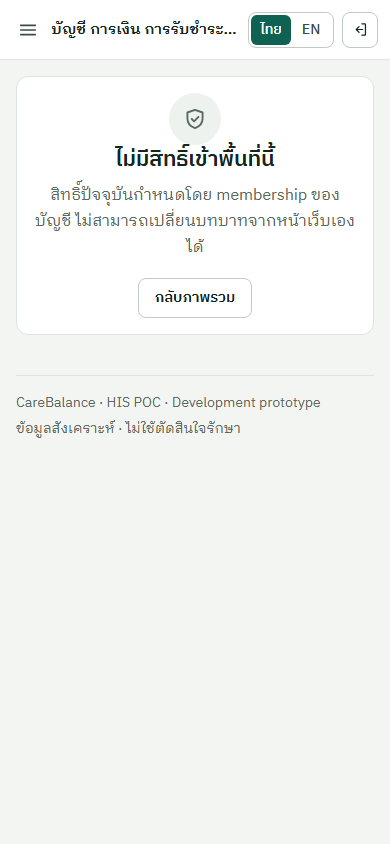 บัญชี การเงิน การรับชำระ...
ไทย
EN
ไม่มีสิทธิ์เข้าพื้นที่นี้
สิทธิ์ปัจจุบันกำหนดโดย membership ของ
บัญชี ไม่สามารถเปลี่ยนบทบาทจากหน้าเว็บเอง
ได้
กลับภาพรวม
CareBalance · HIS POC · Development prototype
ข้อมูลสังเคราะห์ · ไม่ใช้ตัดสินใจรักษา